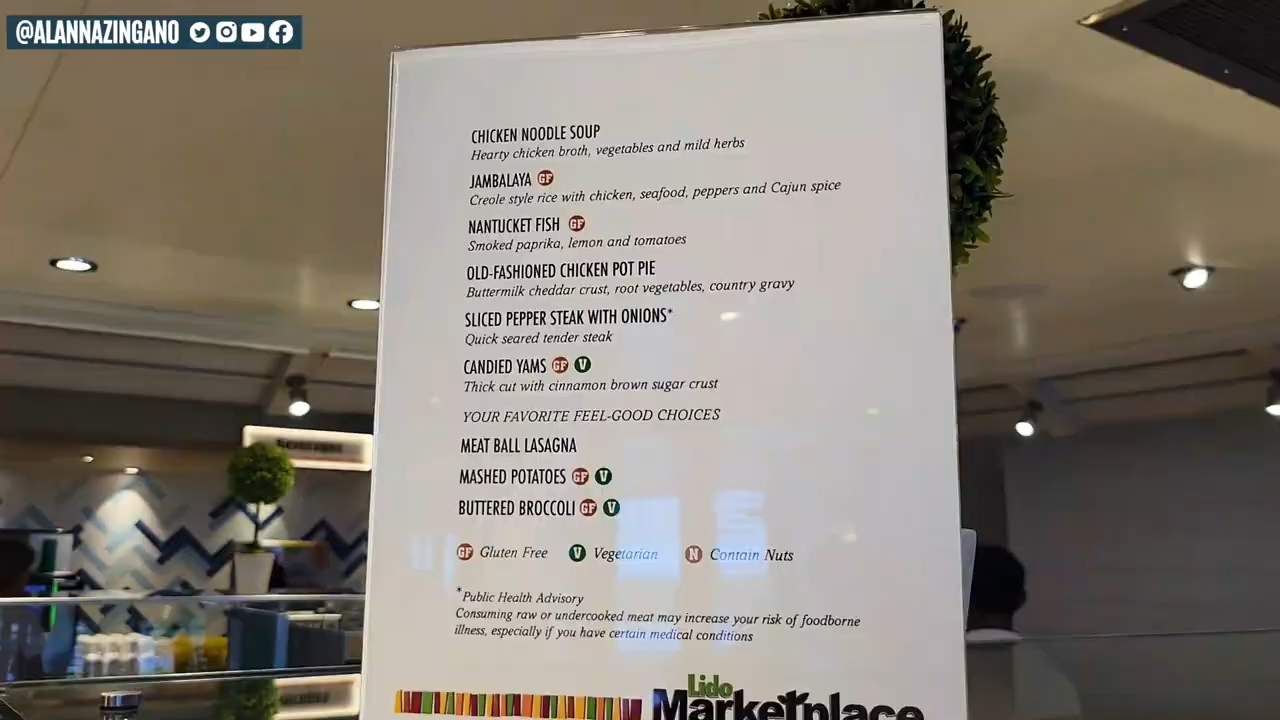 @ALANNAZINGANO
CHICKEN NOODLE SOUP
Hearty chicken broth, vegetables and mild herbs
JAMBALAYA GF
Creole style rice with chicken, seafood, peppers and Cajun spice
NANTUCKET FISH GF
Smoked paprika, lemon and tomatoes
OLD-FASHIONED CHICKEN POT PIE
Buttermilk cheddar crust, root vegetables, country gravy
SLICED PEPPER STEAK WITH ONIONS*
Quick seared tender steak
CANDIED YAMS GF V
Thick cut with cinnamon brown sugar crust
YOUR FAVORITE FEEL-GOOD CHOICES
MEAT BALL LASAGNA
MASHED POTATOES GF V
BUTTERED BROCCOLI GF V
GF Gluten Free V Vegetarian N Contain Nuts
*Public Health Advisory
Consuming raw or undercooked meat may increase your risk of foodborne
illness, especially if you have certain medical conditions
Lido
Marketplace